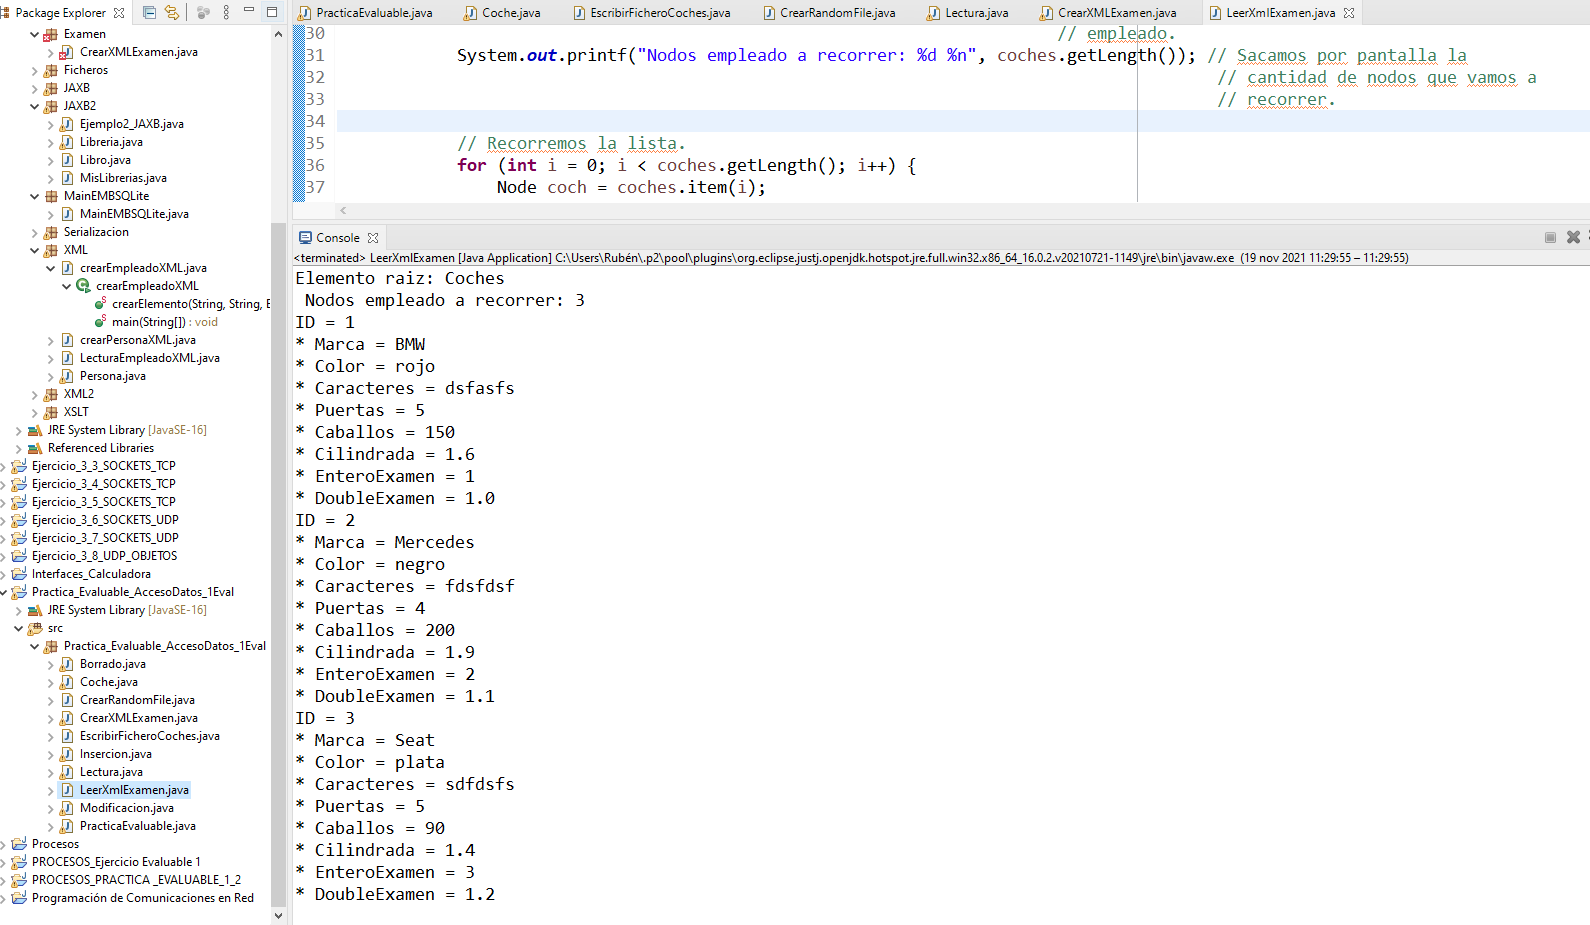 Package Explorer
Examen
CrearXMLExamen.java
Ficheros
JAXB
JAXB2
Ejemplo2_JAXB.java
Libreria.java
Libro.java
MisLibrerias.java
MainEMBSQLite
MainEMBSQLite.java
Serializacion
XML
crearEmpleadoXML.java
crearEmpleadoXML
crearElemento(String, String, E
main(String[]) : void
crearPersonaXML.java
LecturaEmpleadoXML.java
Persona.java
XML2
XSLT
JRE System Library [JavaSE-16]
Referenced Libraries
Ejercicio_3_3_SOCKETS_TCP
Ejercicio_3_4_SOCKETS_TCP
Ejercicio_3_5_SOCKETS_TCP
Ejercicio_3_6_SOCKETS_UDP
Ejercicio_3_7_SOCKETS_UDP
Ejercicio_3_8_UDP_OBJETOS
Interfaces_Calculadora
Practica_Evaluable_AccesoDatos_1Eval
JRE System Library [JavaSE-16]
src
Practica_Evaluable_AccesoDatos_1Eval
Borrado.java
Coche.java
CrearRandomFile.java
CrearXMLExamen.java
EscribirFicheroCoches.java
Insercion.java
Lectura.java
LeerXmlExamen.java
Modificacion.java
PracticaEvaluable.java
Procesos
PROCESOS_Ejercicio Evaluable 1
PROCESOS_PRACTICA _EVALUABLE_1_2
Programación de Comunicaciones en Red
PracticaEvaluable.java Coche.java EscribirFicheroCoches.java CrearRandomFile.java Lectura.java CrearXMLExamen.java LeerXmlExamen.java
30 // empleado.
31 System.out.printf("Nodos empleado a recorrer: %d %n", coches.getLength()); // Sacamos por pantalla la
32 // cantidad de nodos que vamos a
33 // recorrer.
34
35 // Recorremos la lista.
36 for (int i = 0; i < coches.getLength(); i++) {
37 Node coch = coches.item(i);
Console
<terminated> LeerXmlExamen [Java Application] C:\Users\Rubén\.p2\pool\plugins\org.eclipse.justj.openjdk.hotspot.jre.full.win32.x86_64_16.0.2.v20210721-1149\jre\bin\javaw.exe (19 nov 2021 11:29:55 – 11:29:55)
Elemento raiz: Coches
Nodos empleado a recorrer: 3
ID = 1
* Marca = BMW
* Color = rojo
* Caracteres = dsfasfs
* Puertas = 5
* Caballos = 150
* Cilindrada = 1.6
* EnteroExamen = 1
* DoubleExamen = 1.0
ID = 2
* Marca = Mercedes
* Color = negro
* Caracteres = fdsfdsf
* Puertas = 4
* Caballos = 200
* Cilindrada = 1.9
* EnteroExamen = 2
* DoubleExamen = 1.1
ID = 3
* Marca = Seat
* Color = plata
* Caracteres = sdfdsfs
* Puertas = 5
* Caballos = 90
* Cilindrada = 1.4
* EnteroExamen = 3
* DoubleExamen = 1.2